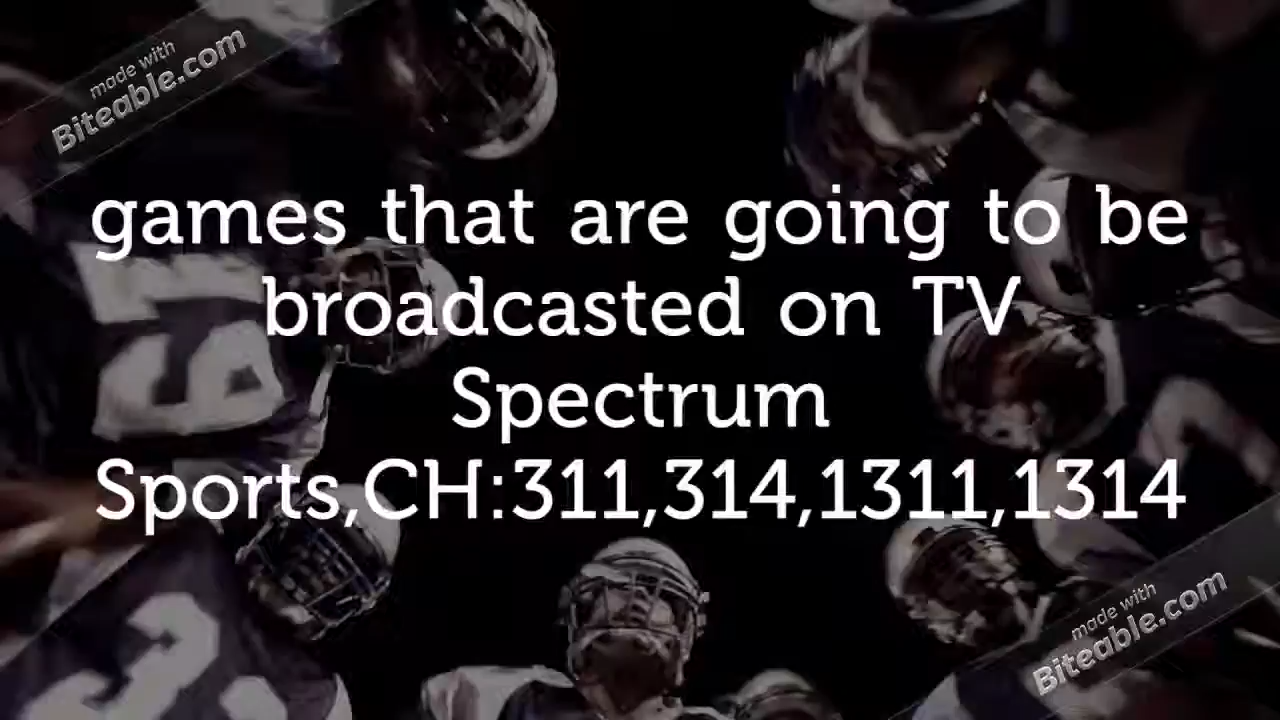 made with
Biteable.com
games that are going to be
broadcasted on TV
Spectrum
Sports,CH:311,314,1311,1314
made with
Biteable.com